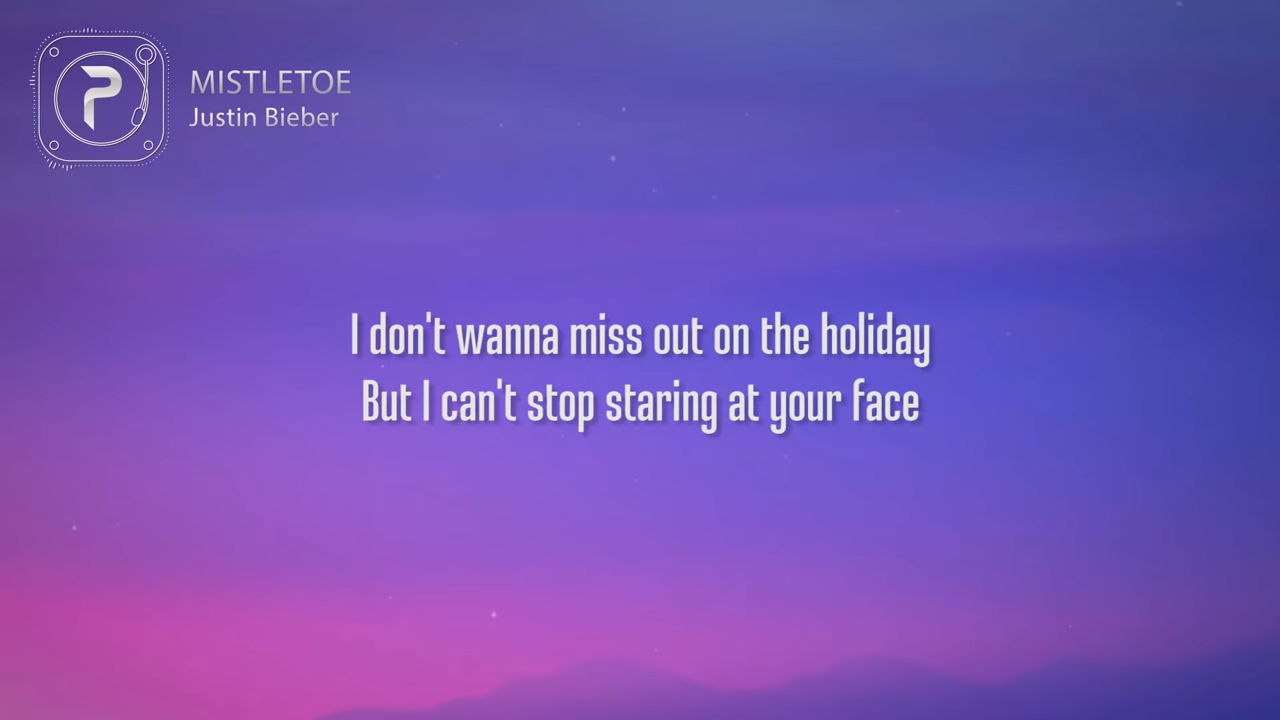 MISTLETOE
Justin Bieber
I don't wanna miss out on the holiday
But I can't stop staring at your face